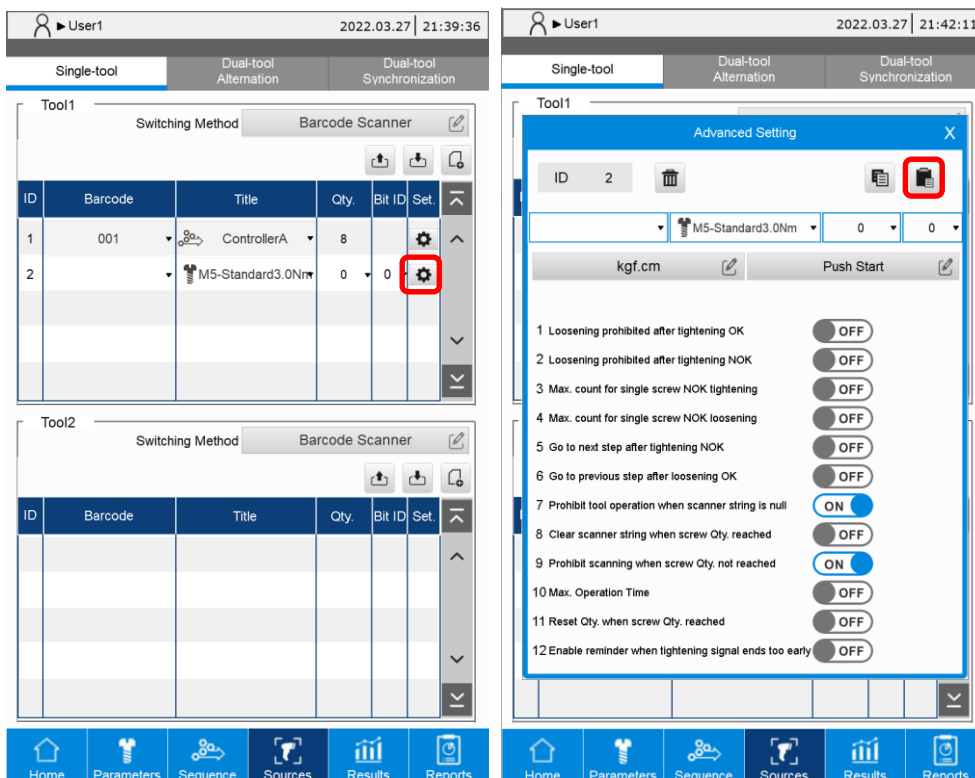 ►User1 2022.03.27 21:39:36
Single-tool Dual-tool Alternation Dual-tool Synchronization
Tool1
Switching Method Barcode Scanner
ID Barcode Title Qty. Bit ID Set.
1 001 ControllerA 8
2 M5-Standard3.0Nm 0 0
Tool2
Switching Method Barcode Scanner
ID Barcode Title Qty. Bit ID Set.
Home Parameters Sequence Sources Results Reports
►User1 2022.03.27 21:42:11
Single-tool Dual-tool Alternation Dual-tool Synchronization
Tool1
Advanced Setting X
ID 2
M5-Standard3.0Nm 0 0
kgf.cm Push Start
1 Loosening prohibited after tightening OK OFF
2 Loosening prohibited after tightening NOK OFF
3 Max. count for single screw NOK tightening OFF
4 Max. count for single screw NOK loosening OFF
5 Go to next step after tightening NOK OFF
6 Go to previous step after loosening OK OFF
7 Prohibit tool operation when scanner string is null ON
8 Clear scanner string when screw Qty. reached OFF
9 Prohibit scanning when screw Qty. not reached ON
10 Max. Operation Time OFF
11 Reset Qty. when screw Qty. reached OFF
12 Enable reminder when tightening signal ends too early OFF
Home Parameters Sequence Sources Results Reports